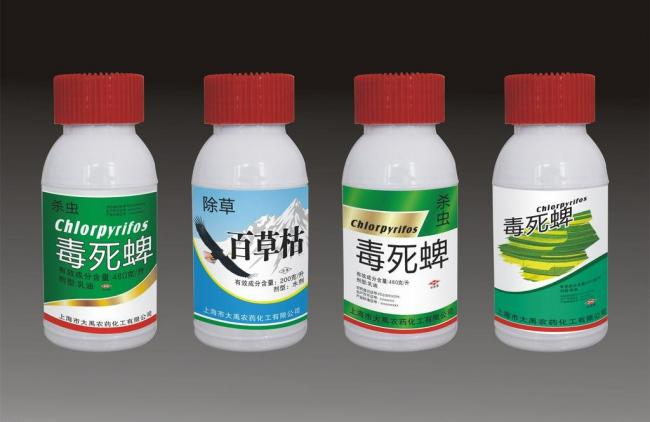 杀虫
Chlorpyrifos
毒死蜱
有效成分含量:480克/升
剂型:乳油
上海市大禹农药化工有限公司
除草
百草枯
有效成分含量:200克/升
剂型:水剂
上海市大禹农药化工有限公司
杀虫
Chlorpyrifos
毒死蜱
有效成分含量:480克/升
剂型:乳油
上海市大禹农药化工有限公司
Chlorpyrifos
毒死蜱
上海市大禹农药化工有限公司